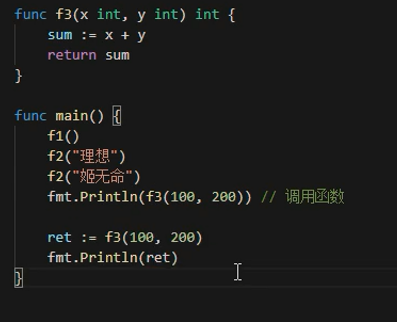 func f3(x int, y int) int {
    sum := x + y
    return sum
}

func main() {
    f1()
    f2("理想")
    f2("姬无命")
    fmt.Println(f3(100, 200)) // 调用函数

    ret := f3(100, 200)
    fmt.Println(ret)
}